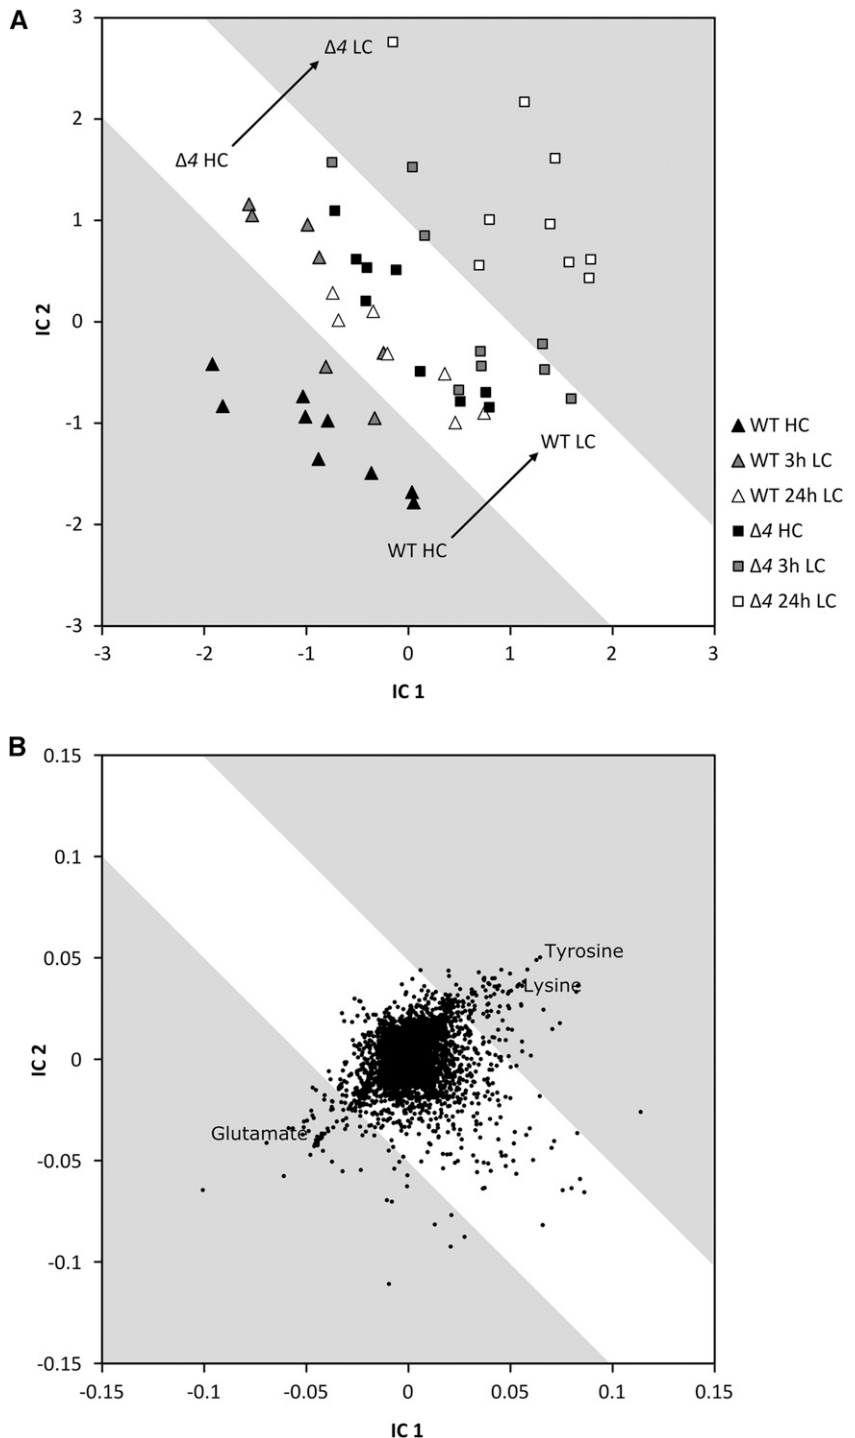 A
3
2
1
0
-1
-2
-3
IC 2
Δ4 LC
Δ4 HC
WT LC
WT HC
-3 -2 -1 0 1 2 3
IC 1
WT HC
WT 3h LC
WT 24h LC
Δ4 HC
Δ4 3h LC
Δ4 24h LC
B
0.15
0.1
0.05
0
-0.05
-0.1
-0.15
IC 2
Tyrosine
Lysine
Glutamate
-0.15 -0.1 -0.05 0 0.05 0.1 0.15
IC 1